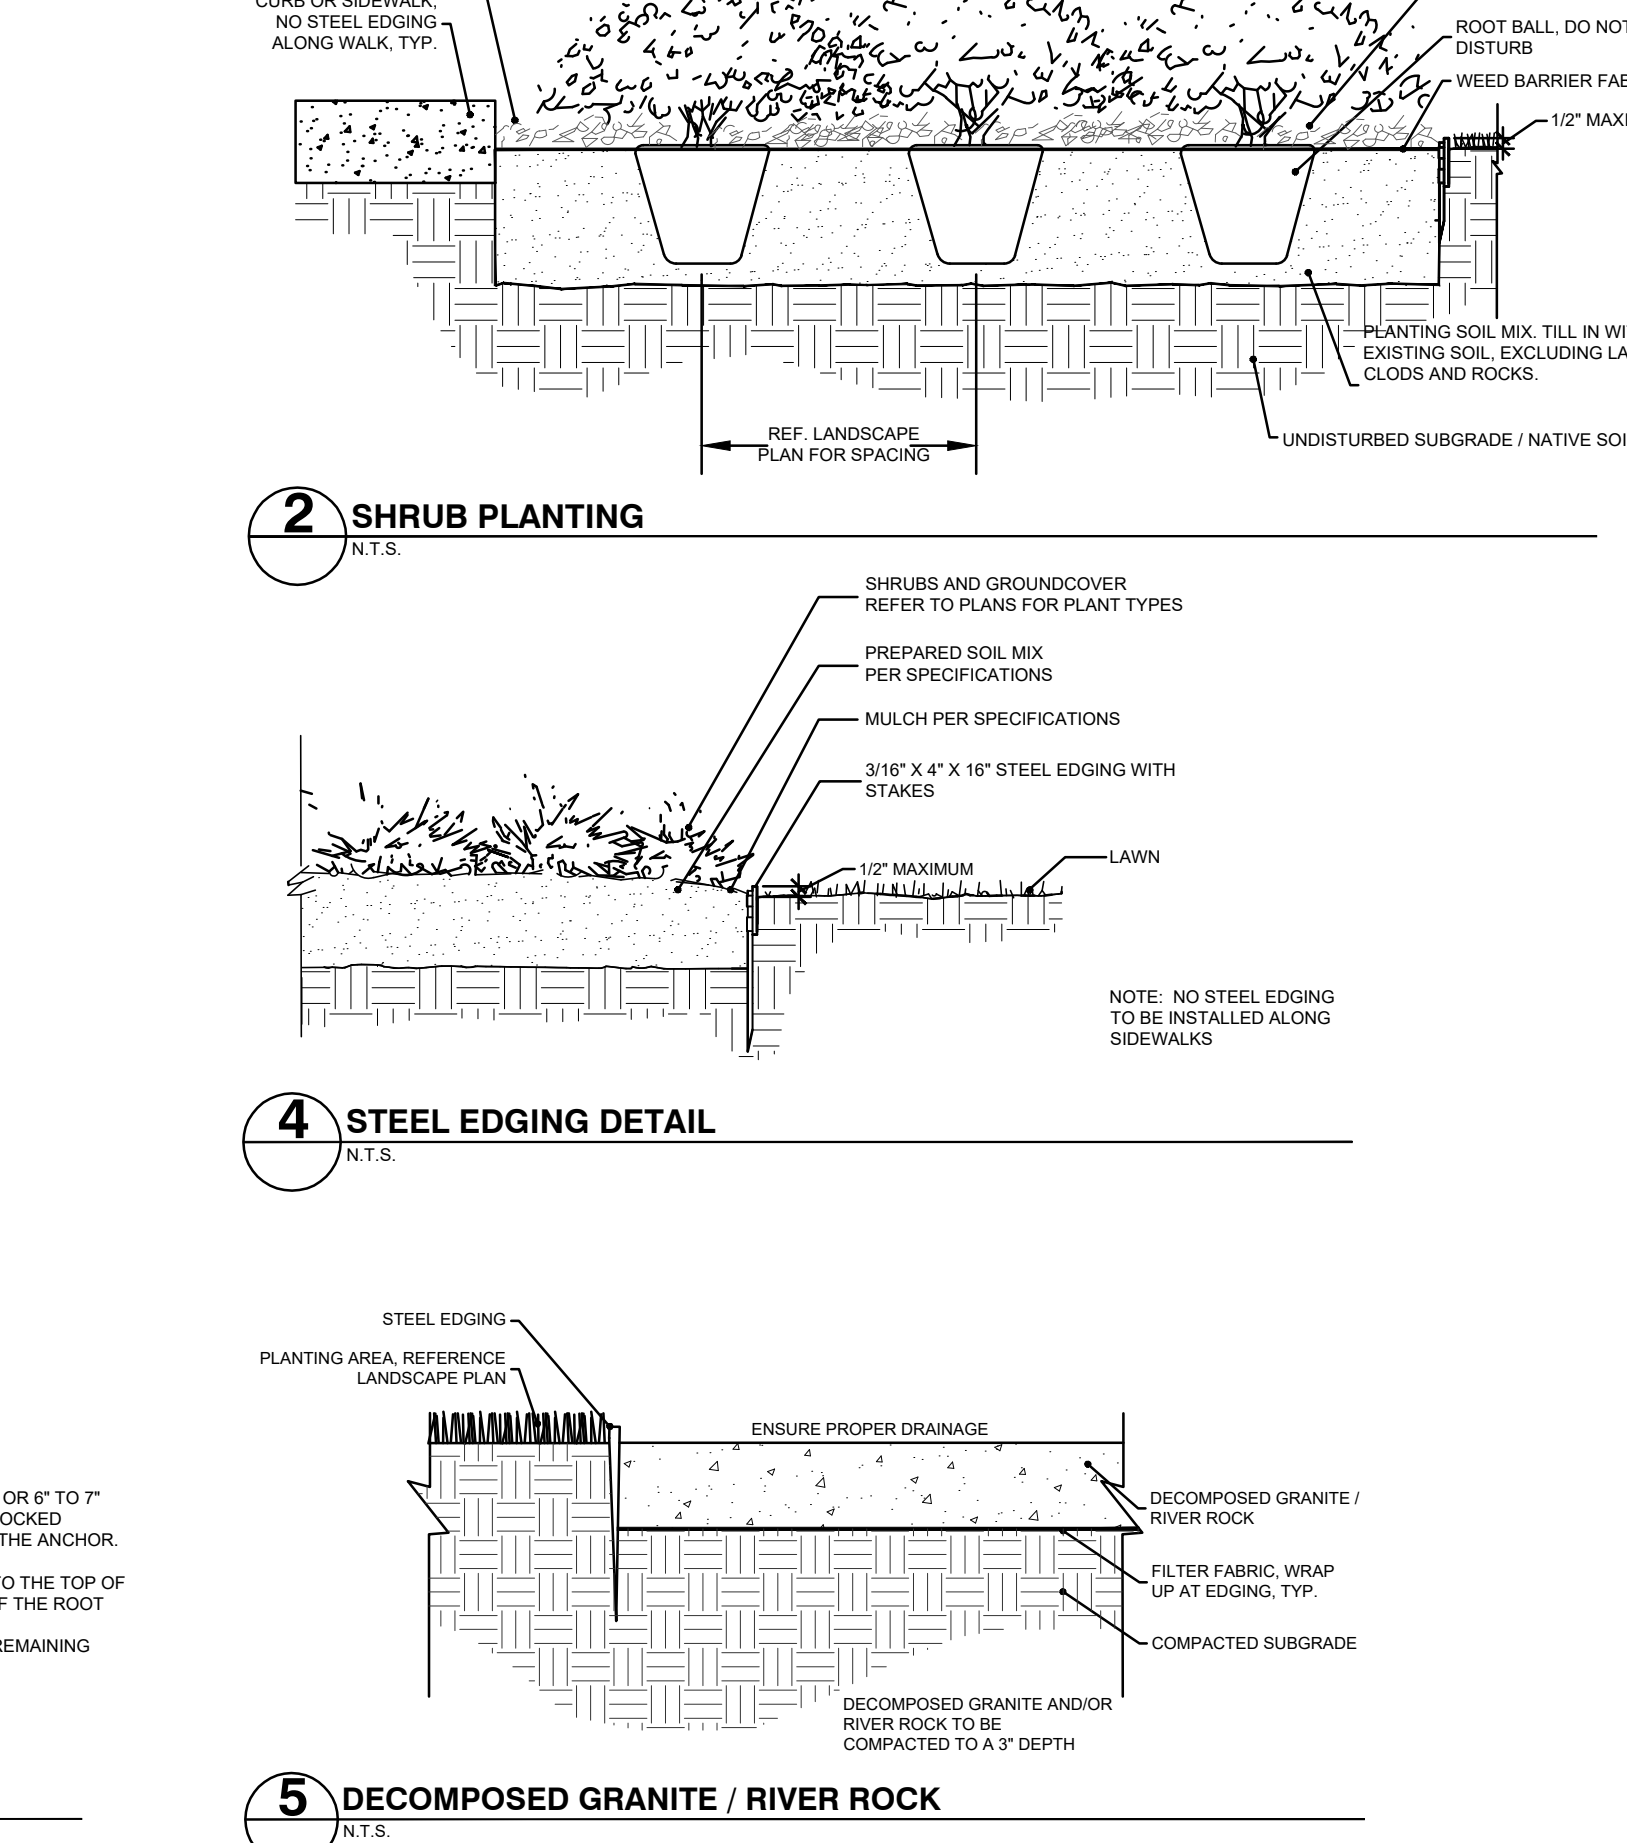 CURB OR SIDEWALK,
NO STEEL EDGING
ALONG WALK, TYP.
ROOT BALL, DO NOT
DISTURB
WEED BARRIER
1/2"
PLANTING SOIL MIX. TILL IN
EXISTING SOIL, EXCLUDING
CLODS AND ROCKS.
UNDISTURBED SUBGRADE / NATIVE
REF. LANDSCAPE
PLAN FOR SPACING
2
SHRUB PLANTING
N.T.S.
SHRUBS AND GROUNDCOVER
REFER TO PLANS FOR PLANT TYPES
PREPARED SOIL MIX
PER SPECIFICATIONS
MULCH PER SPECIFICATIONS
3/16" X 4" X 16" STEEL EDGING WITH
STAKES
1/2" MAXIMUM
LAWN
NOTE: NO STEEL EDGING
TO BE INSTALLED ALONG
SIDEWALKS
4
STEEL EDGING DETAIL
N.T.S.
OR 6" TO 7"
THE ANCHOR.
THE TOP OF
THE ROOT
REMAINING
STEEL EDGING
PLANTING AREA, REFERENCE
LANDSCAPE PLAN
ENSURE PROPER DRAINAGE
DECOMPOSED GRANITE /
RIVER ROCK
FILTER FABRIC, WRAP
UP AT EDGING, TYP.
COMPACTED SUBGRADE
DECOMPOSED GRANITE AND/OR
RIVER ROCK TO BE
COMPACTED TO A 3" DEPTH
5
DECOMPOSED GRANITE / RIVER ROCK
N.T.S.